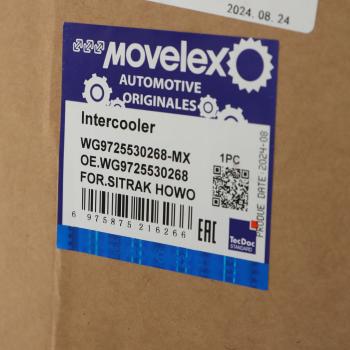 2024.08.24
MOVELEX
AUTOMOTIVE
ORIGINALES
Intercooler
WG9725530268-MX
OE.WG9725530268
FOR.SITRAK HOWO
1PC
PRODUE DATE:2024-08
6 975875 216266
EAC
TecDoc
STANDARD